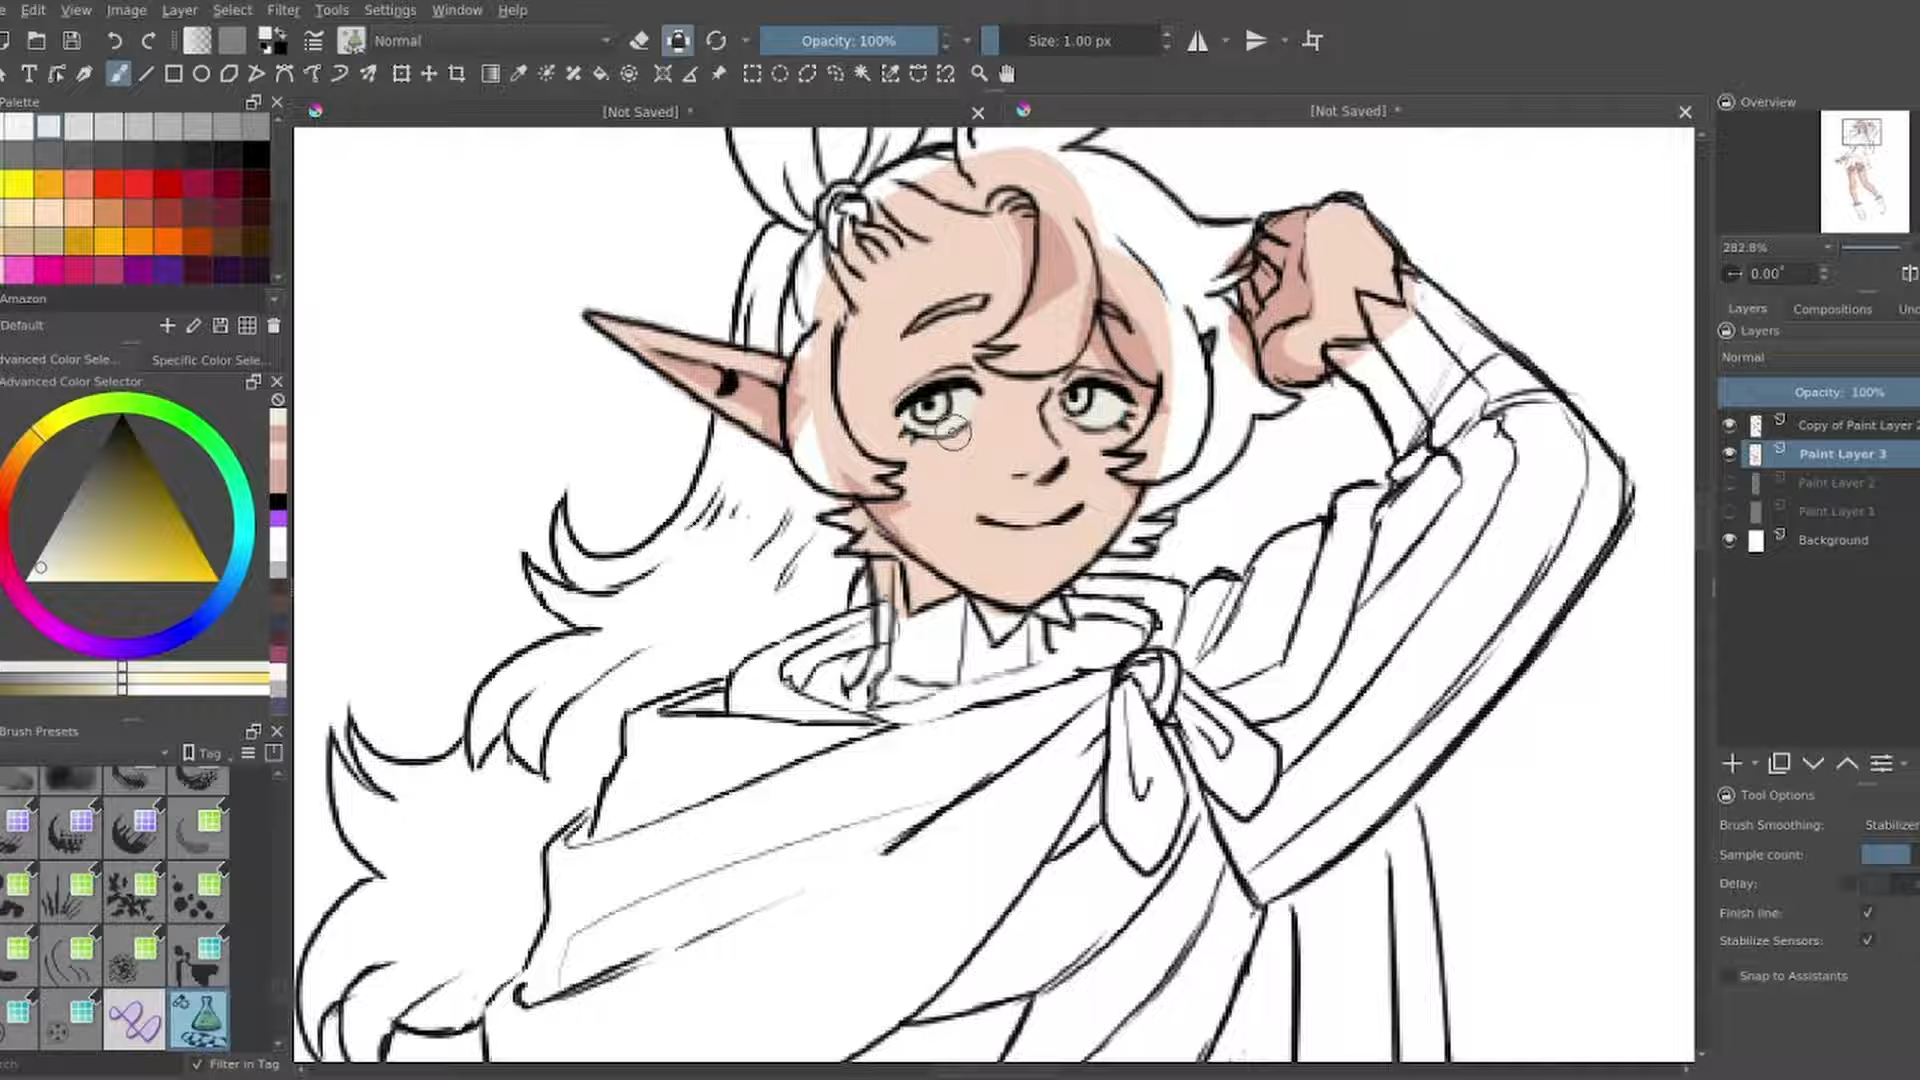 Edit View Image Layer Select Filter Tools Settings Window Help
Normal
Opacity: 100%
Size: 1.00 px
Palette
[Not Saved] *
[Not Saved] *
Overview
282.8%
0.00°
Amazon
Default
dvanced Color Sele...
Specific Color Sele...
Advanced Color Selector
Layers
Compositions
Layers
Normal
Opacity: 100%
Copy of Paint Layer 2
Paint Layer 3
Paint Layer 2
Paint Layer 1
Background
Brush Presets
Tag
Tool Options
Brush Smoothing:
Stabilizer
Sample count:
Delay:
Finish line:
Stabilize Sensors:
Snap to Assistants
Filter in Tag